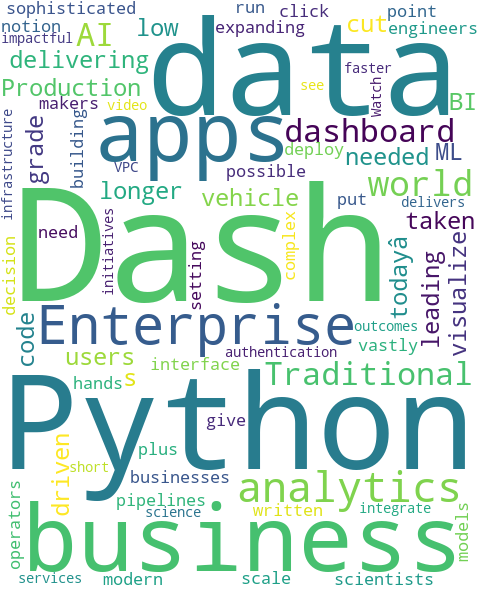 sophisticated
run
click
point
notion
low
expanding
cut
engineers
impactful
AI
data
delivering
faster
Production
makers
video
see
Watch
BI
apps
dashboard
infrastructure
grade
building
deploy
needed
ML
VPC
possible
world
longer
vehicle
put
delivers
Dash
need
initiatives
setting
complex
taken
todayâ
leading
visualize
decision
Enterprise
outcomes
code
users
authentication
vastly
interface
Traditional
hands
s
Python
give
driven
short
plus
businesses
analytics
operators
pipelines
science
written
integrate
models
business
services
modern
scale
scientists